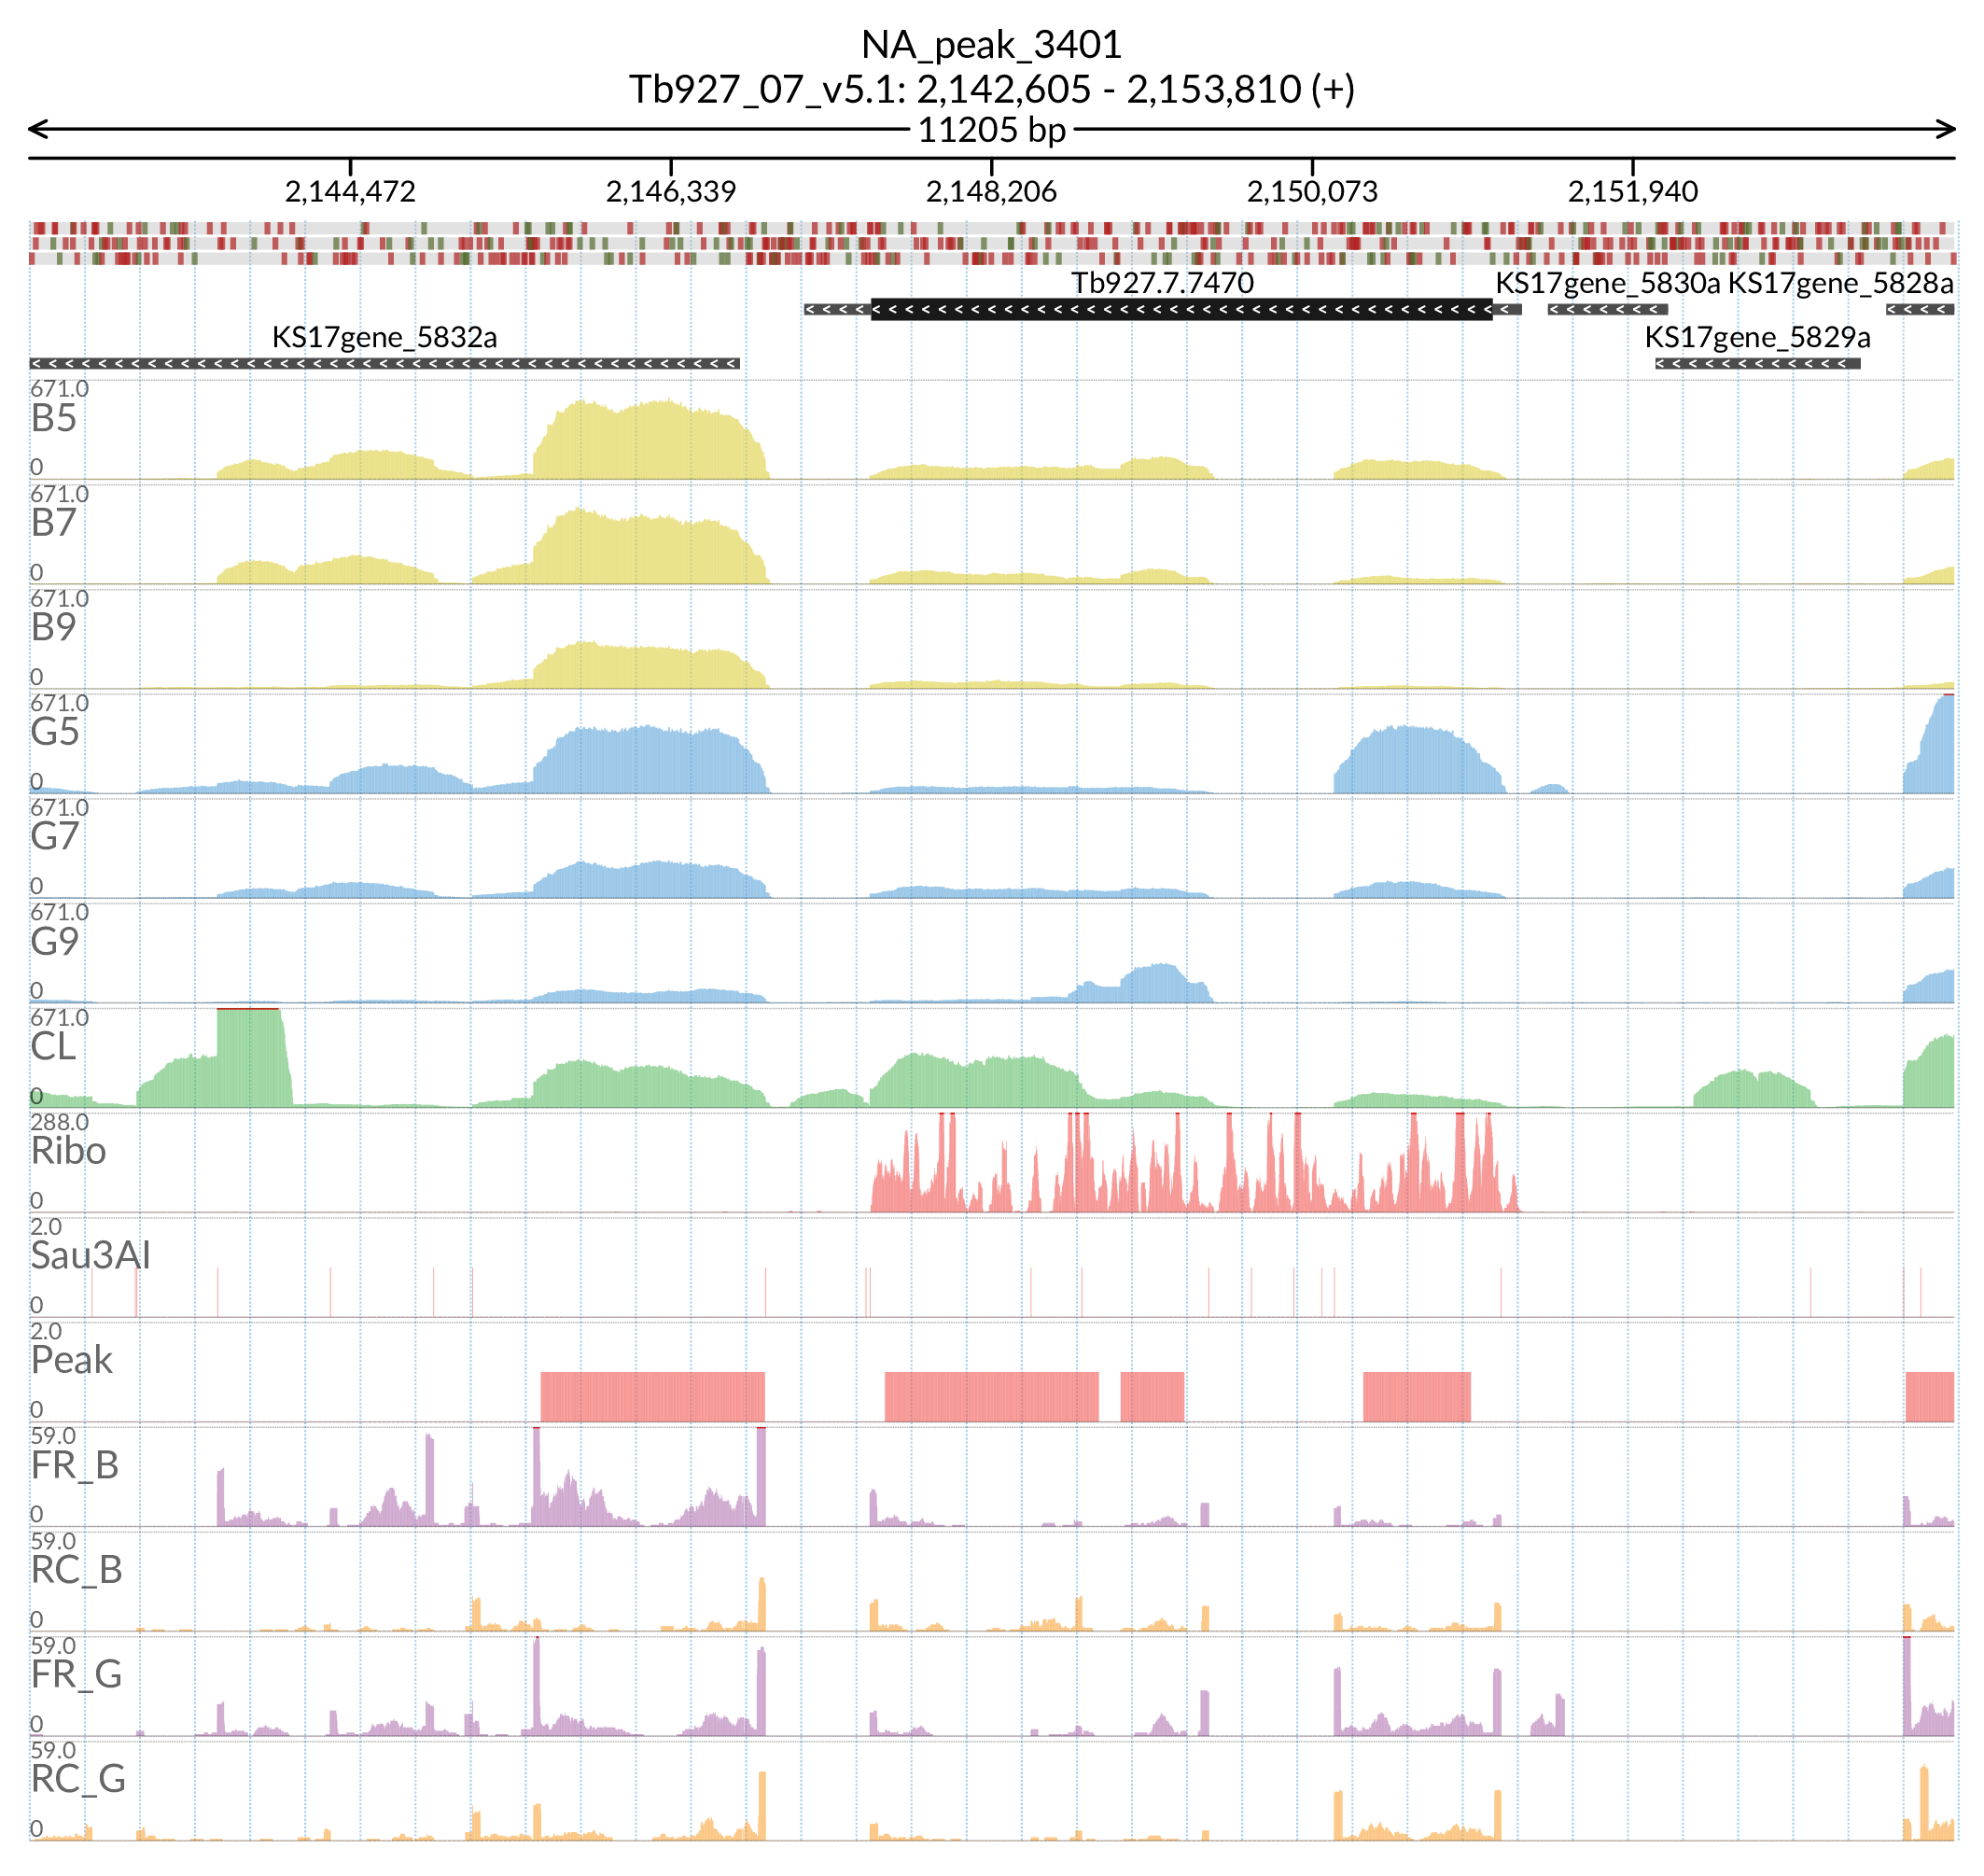 NA_peak_3401
Tb927_07_v5.1: 2,142,605 - 2,153,810 (+)
11205 bp
2,144,472 2,146,339 2,148,206 2,150,073 2,151,940
Tb927.7.7470 KS17gene_5830a KS17gene_5828a
KS17gene_5832a KS17gene_5829a
671.0
B5
0
671.0
B7
0
671.0
B9
0
671.0
G5
0
671.0
G7
0
671.0
G9
0
671.0
CL
0
288.0
Ribo
0
2.0
Sau3AI
0
2.0
Peak
0
59.0
FR_B
0
59.0
RC_B
0
59.0
FR_G
0
59.0
RC_G
0